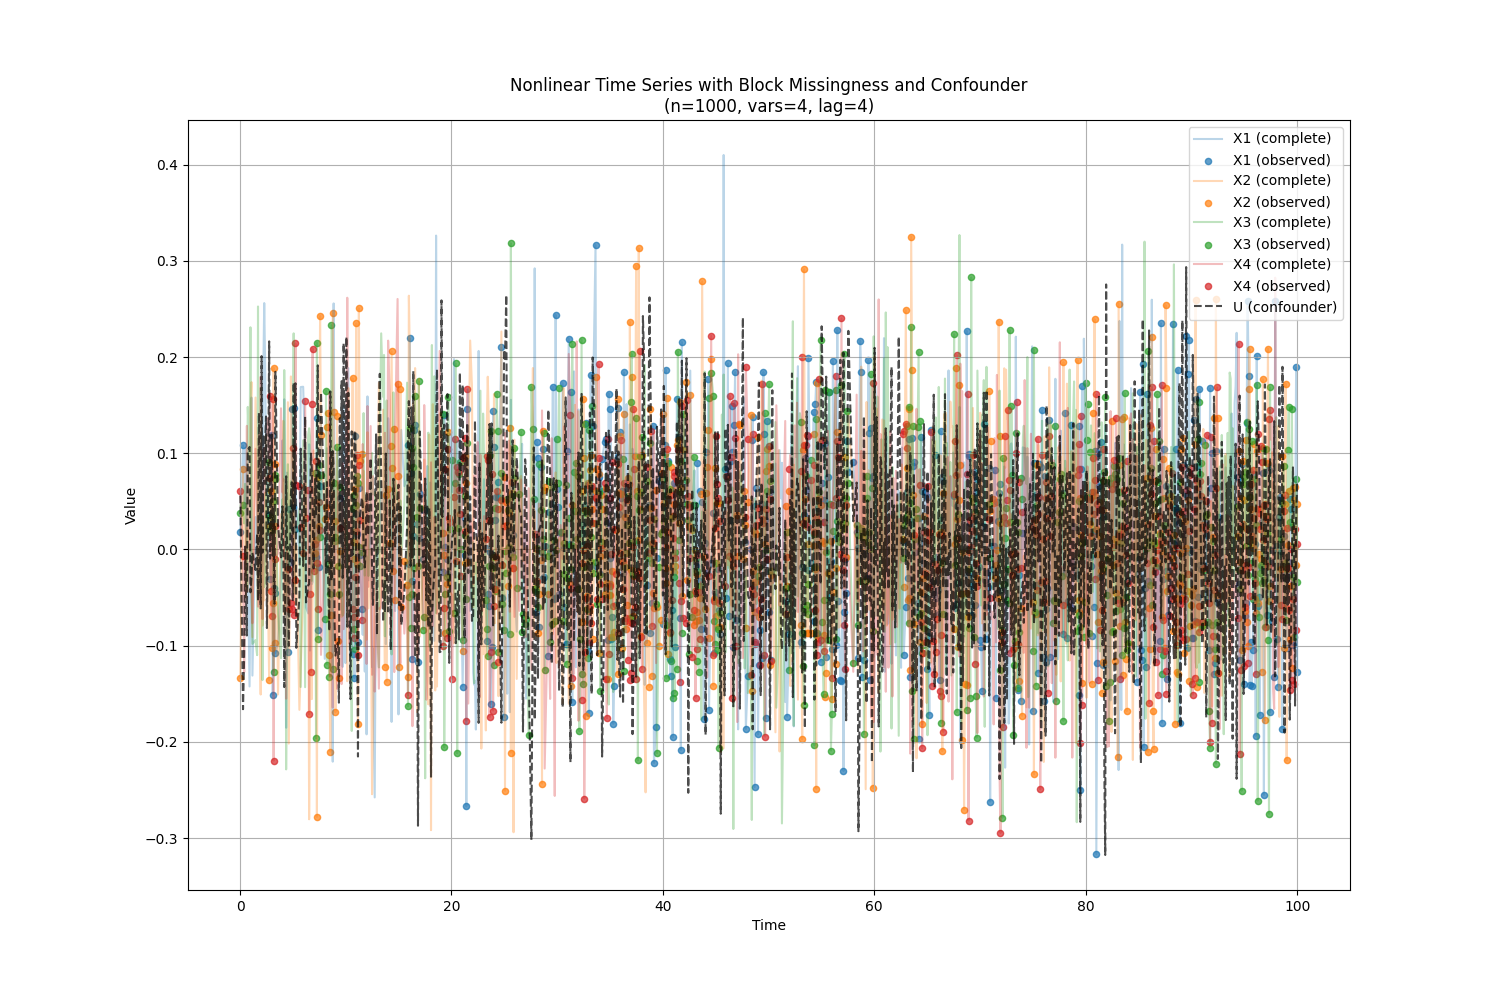 Nonlinear Time Series with Block Missingness and Confounder
(n=1000, vars=4, lag=4)
X1 (complete)
X1 (observed)
X2 (complete)
X2 (observed)
X3 (complete)
X3 (observed)
X4 (complete)
X4 (observed)
U (confounder)
Value
0.4
0.3
0.2
0.1
0.0
−0.1
−0.2
−0.3
0
20
40
60
80
100
Time